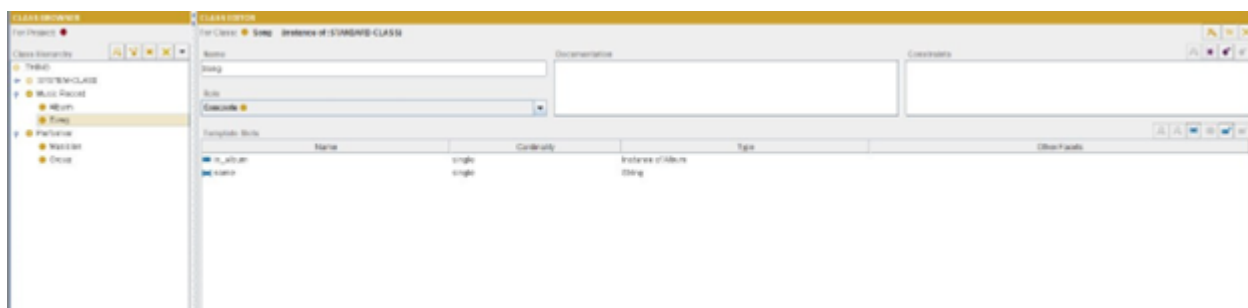 CLASS BROWSER
For Project:
Class Hierarchy
THING
SYSTEM-CLASS
Music Record
Album
Song
Performer
Musician
Group
CLASS EDITOR
For Class: Song (instance of :STANDARD-CLASS)
Name Documentation Constraints
Song
Role
Concrete
Template Slots
Name Cardinality Type Other Facets
in_album single Instance of Album
name single String